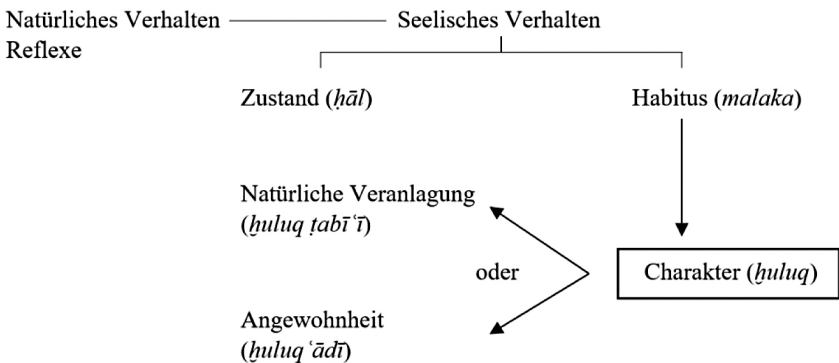 Natürliches Verhalten Seelisches Verhalten
Reflexe
Zustand (ḥāl) Habitus (malaka)
Natürliche Veranlagung
(ḫuluq ṭabīʿī)
oder Charakter (ḫuluq)
Angewohnheit
(ḫuluq ʿādī)